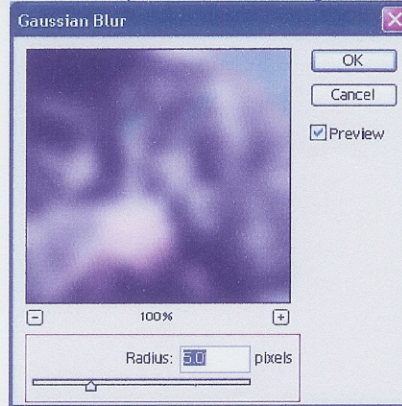 Gaussian Blur
OK
Cancel
Preview
100%
Radius: 5.0 pixels